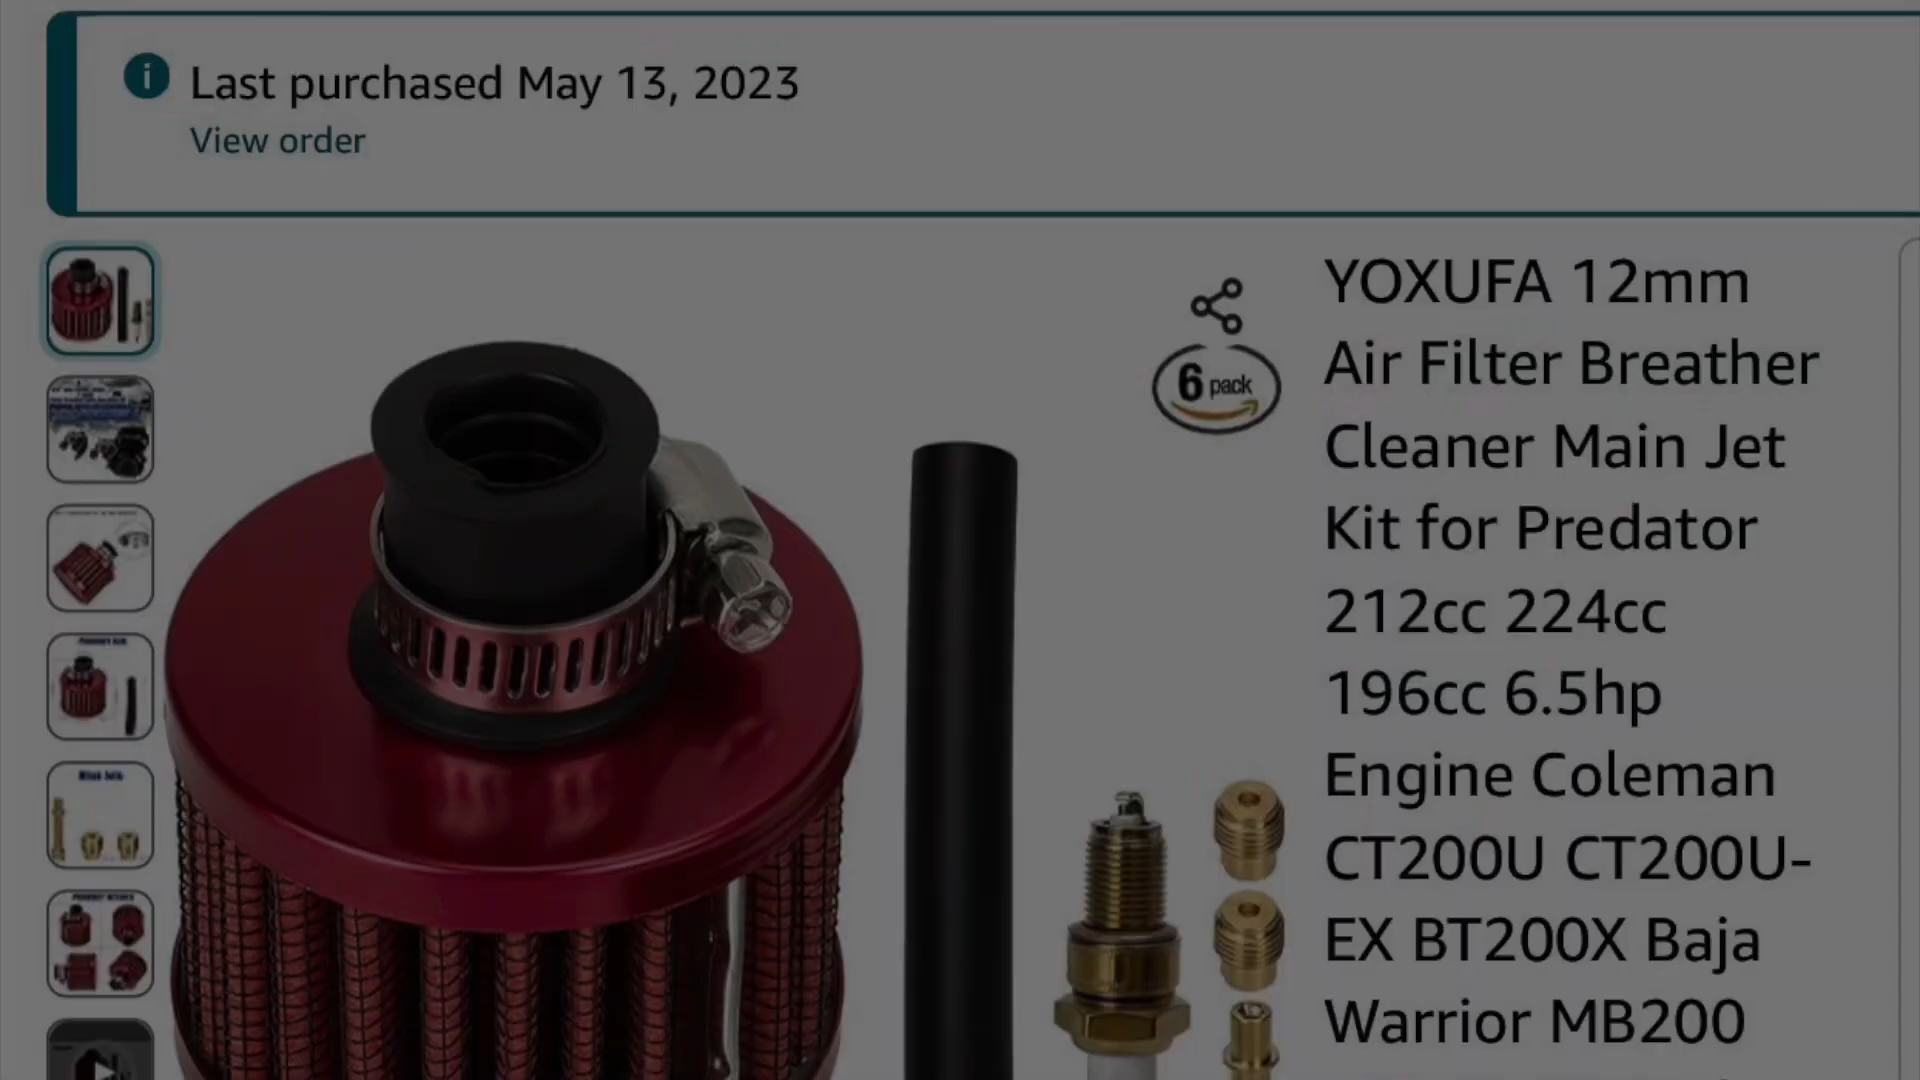 Last purchased May 13, 2023
View order
6 pack
YOXUFA 12mm
Air Filter Breather
Cleaner Main Jet
Kit for Predator
212cc 224cc
196cc 6.5hp
Engine Coleman
CT200U CT200U-
EX BT200X Baja
Warrior MB200